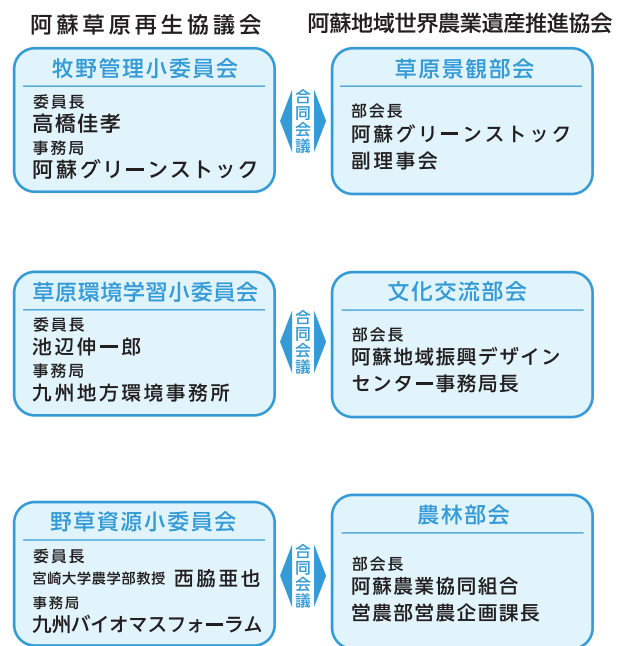 阿蘇草原再生協議会
阿蘇地域世界農業遺産推進協会
牧野管理小委員会
委員長
高橋佳孝
事務局
阿蘇グリーンストック
合同会議
草原景観部会
部会長
阿蘇グリーンストック
副理事会
草原環境学習小委員会
委員長
池辺伸一郎
事務局
九州地方環境事務所
合同会議
文化交流部会
部会長
阿蘇地域振興デザイン
センター事務局長
野草資源小委員会
委員長
宮崎大学農学部教授 西脇亜也
事務局
九州バイオマスフォーラム
合同会議
農林部会
部会長
阿蘇農業協同組合
営農部営農企画課長